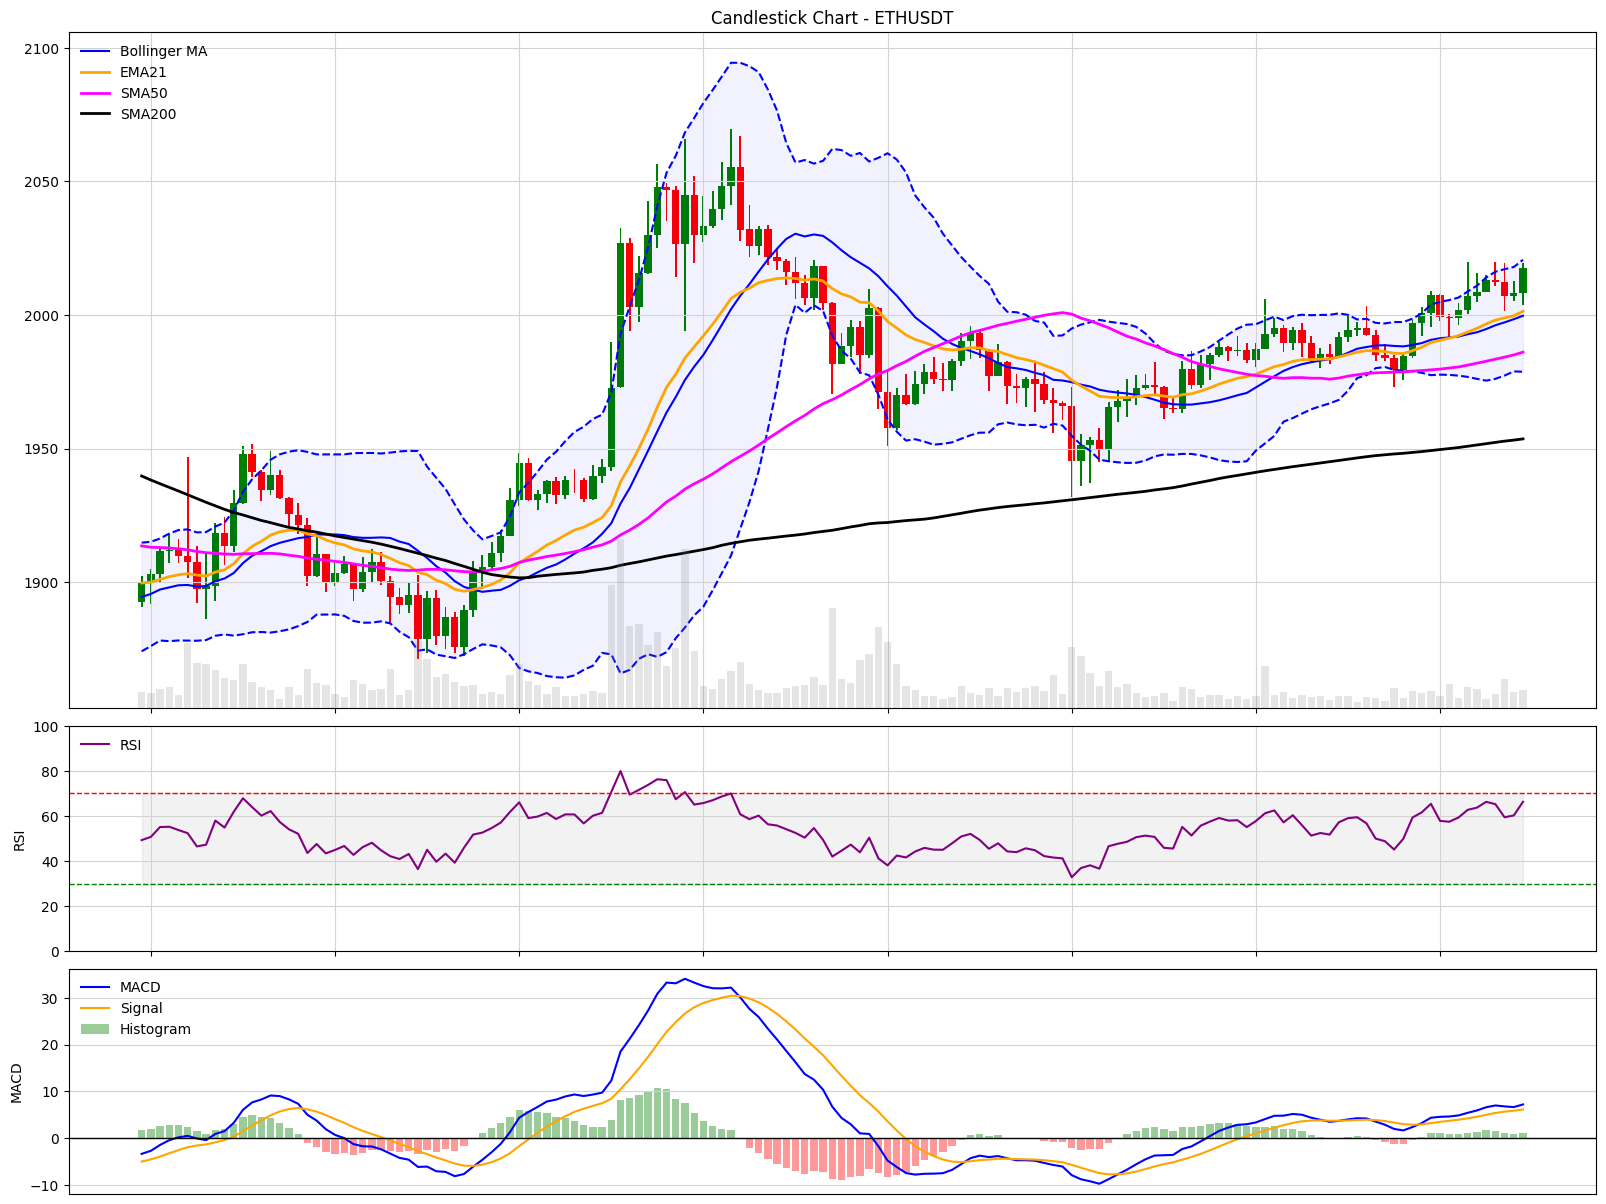 Candlestick Chart - ETHUSDT
Bollinger MA
EMA21
SMA50
SMA200
2100
2050
2000
1950
1900
RSI
100
80
60
40
20
0
RSI
MACD
Signal
Histogram
30
20
10
0
−10
MACD